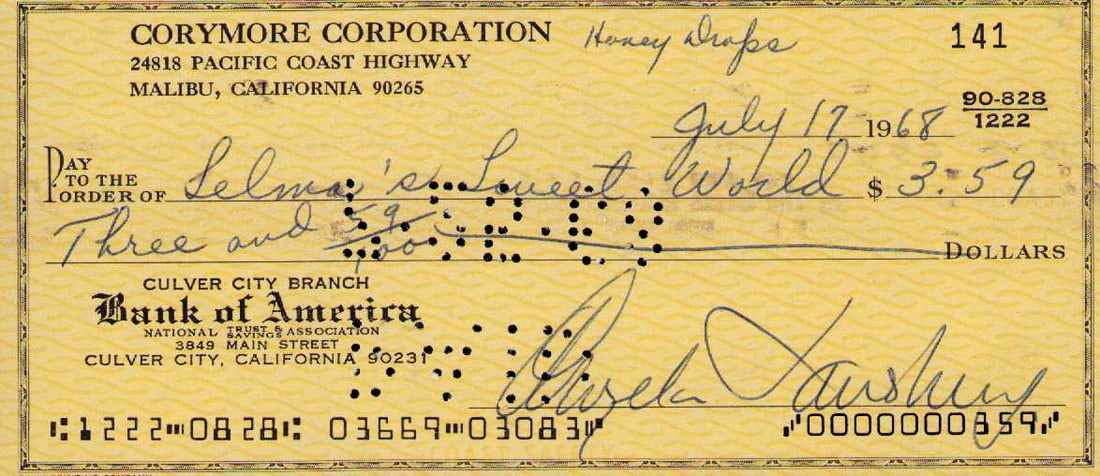 CORYMORE CORPORATION Honey Drops 141
24818 PACIFIC COAST HIGHWAY
MALIBU, CALIFORNIA 90265
90-828
1222
July 17 1968
PAY TO THE ORDER OF Selma's Sweet World $ 3.59
Three and 59/100 DOLLARS
CULVER CITY BRANCH
Bank of America
NATIONAL TRUST & SAVINGS ASSOCIATION
3849 MAIN STREET
CULVER CITY, CALIFORNIA 90231
Angela Lansbury
⑆1222⑉0828⑆ 03669⑉03083⑈ ⑈0000000359⑈